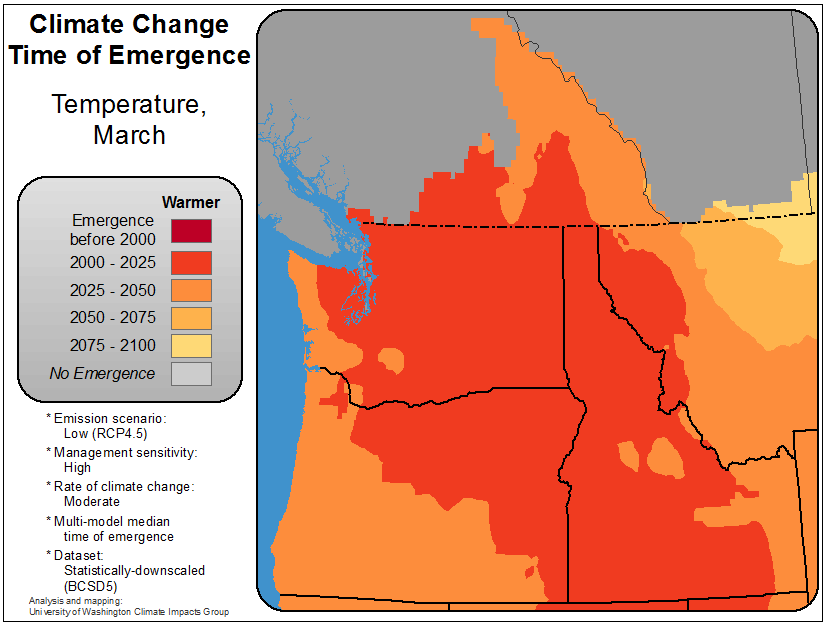 Climate Change
Time of Emergence
Temperature,
March
Warmer
Emergence
before 2000
2000 - 2025
2025 - 2050
2050 - 2075
2075 - 2100
No Emergence
* Emission scenario:
Low (RCP4.5)
* Management sensitivity:
High
* Rate of climate change:
Moderate
* Multi-model median
time of emergence
* Dataset:
Statistically-downscaled
(BCSD5)
Analysis and mapping:
University of Washington Climate Impacts Group